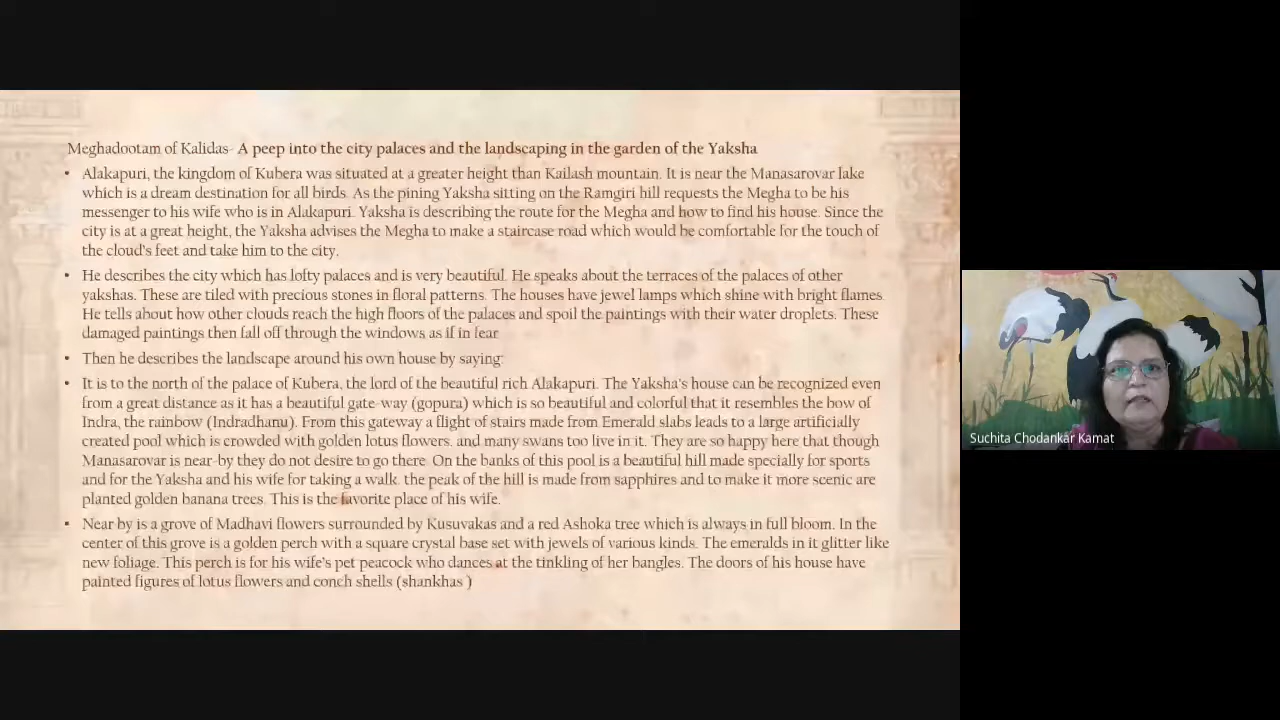 Meghadootam of Kalidas- A peep into the city palaces and the landscaping in the garden of the Yaksha
• Alakapuri, the kingdom of Kubera was situated at a greater height than Kailash mountain. It is near the Manasarovar lake
which is a dream destination for all birds. As the pining Yaksha sitting on the Ramgiri hill requests the Megha to be his
messenger to his wife who is in Alakapuri. Yaksha is describing the route for the Megha and how to find his house. Since the
city is at a great height, the Yaksha advises the Megha to make a staircase road which would be comfortable for the touch of
the cloud's feet and take him to the city.
• He describes the city which has lofty palaces and is very beautiful. He speaks about the terraces of the palaces of other
yakshas. These are tiled with precious stones in floral patterns. The houses have jewel lamps which shine with bright flames.
He tells about how other clouds reach the high floors of the palaces and spoil the paintings with their water droplets. These
damaged paintings then fall off through the windows as if in fear
• Then he describes the landscape around his own house by saying:
• It is to the north of the palace of Kubera, the lord of the beautiful rich Alakapuri. The Yaksha's house can be recognized even
from a great distance as it has a beautiful gate-way (gopura) which is so beautiful and colorful that it resembles the bow of
Indra, the rainbow (Indradhanu). From this gateway a flight of stairs made from Emerald slabs leads to a large artificially
created pool which is crowded with golden lotus flowers. and many swans too live in it. They are so happy here that though
Manasarovar is near-by they do not desire to go there. On the banks of this pool is a beautiful hill made specially for sports
and for the Yaksha and his wife for taking a walk. the peak of the hill is made from sapphires and to make it more scenic are
planted golden banana trees. This is the favorite place of his wife.
• Near by is a grove of Madhavi flowers surrounded by Kusuvakas and a red Ashoka tree which is always in full bloom. In the
center of this grove is a golden perch with a square crystal base set with jewels of various kinds. The emeralds in it glitter like
new foliage. This perch is for his wife's pet peacock who dances at the tinkling of her bangles. The doors of his house have
painted figures of lotus flowers and conch shells (shankhas )
Suchita Chodankar Kamat